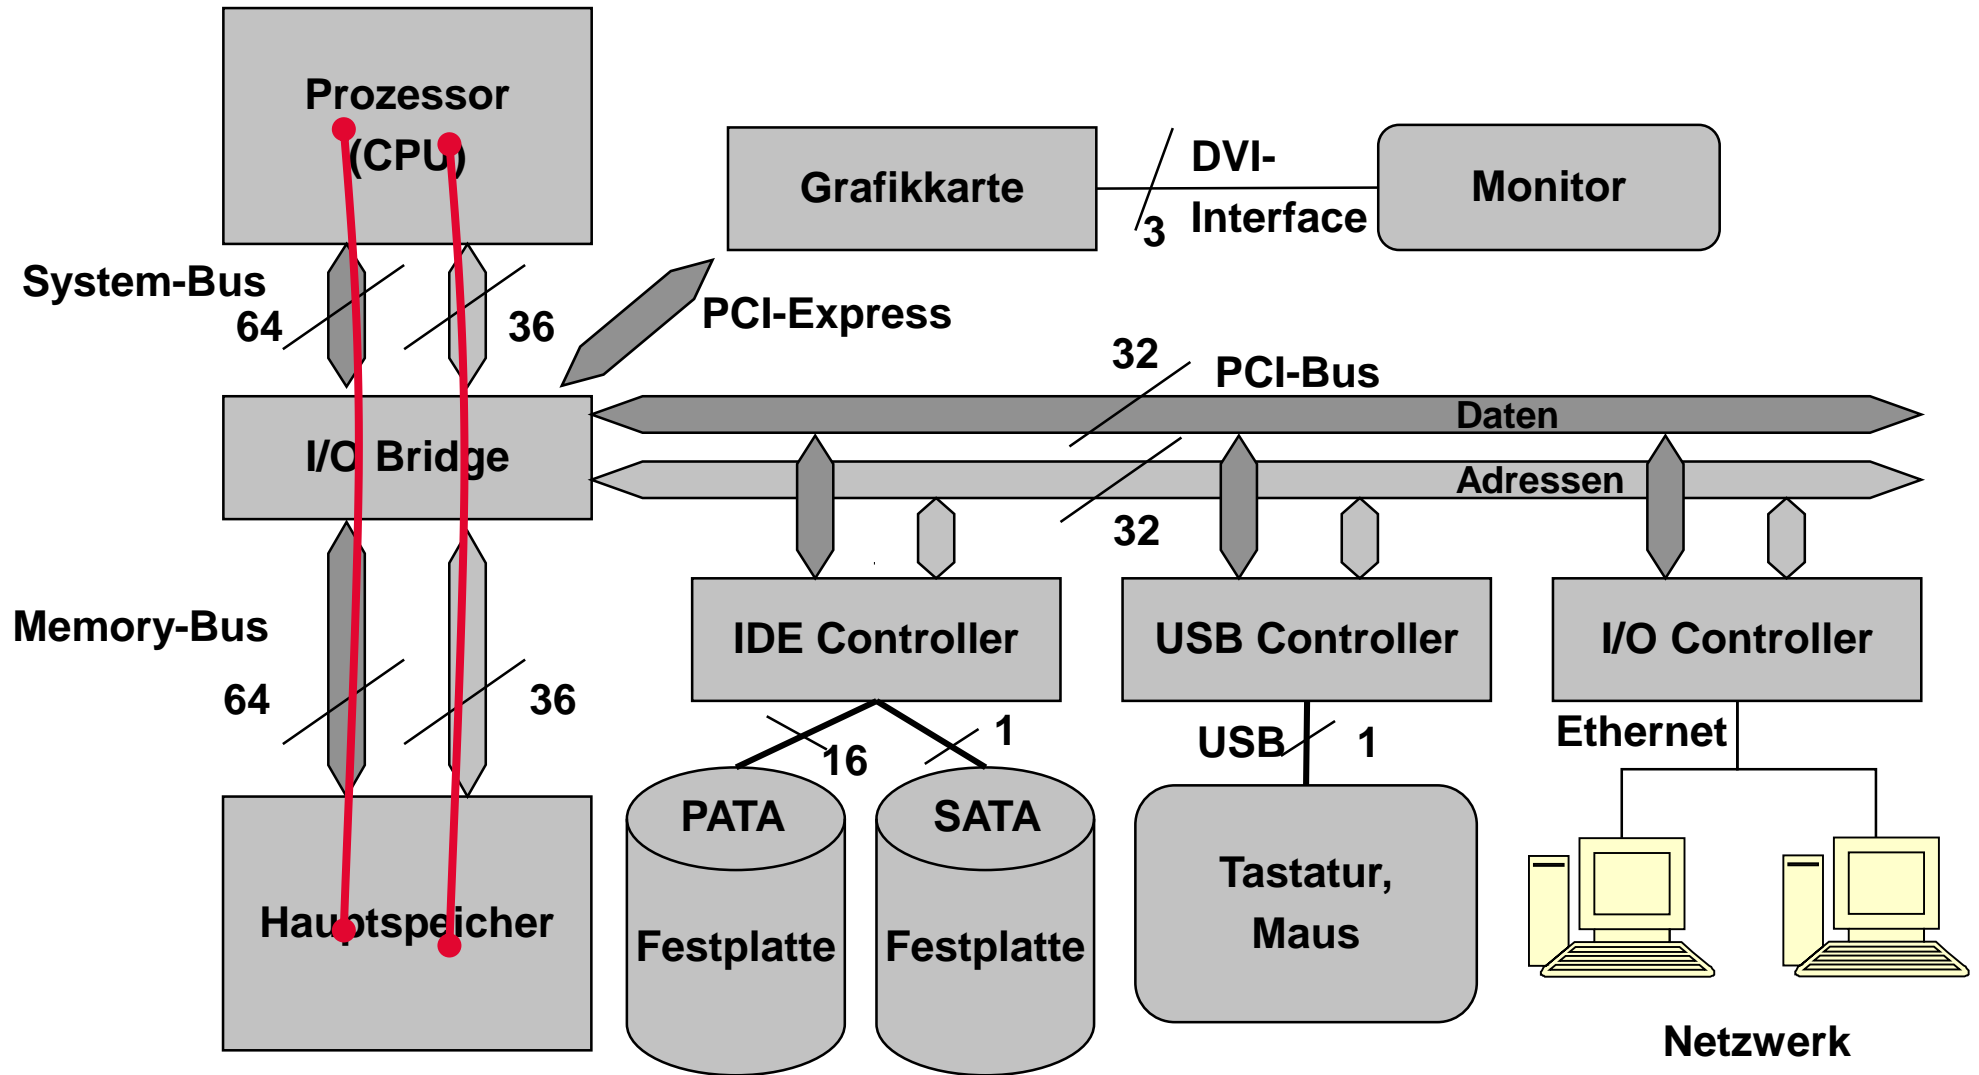 Prozessor
(CPU)
System-Bus
64
36
PCI-Express
Grafikkarte
3
DVI-
Interface
Monitor
I/O Bridge
32
PCI-Bus
Daten
Adressen
32
Memory-Bus
64
36
Hauptspeicher
IDE Controller
16
1
PATA
Festplatte
SATA
Festplatte
USB Controller
USB
1
Tastatur,
Maus
I/O Controller
Ethernet
Netzwerk